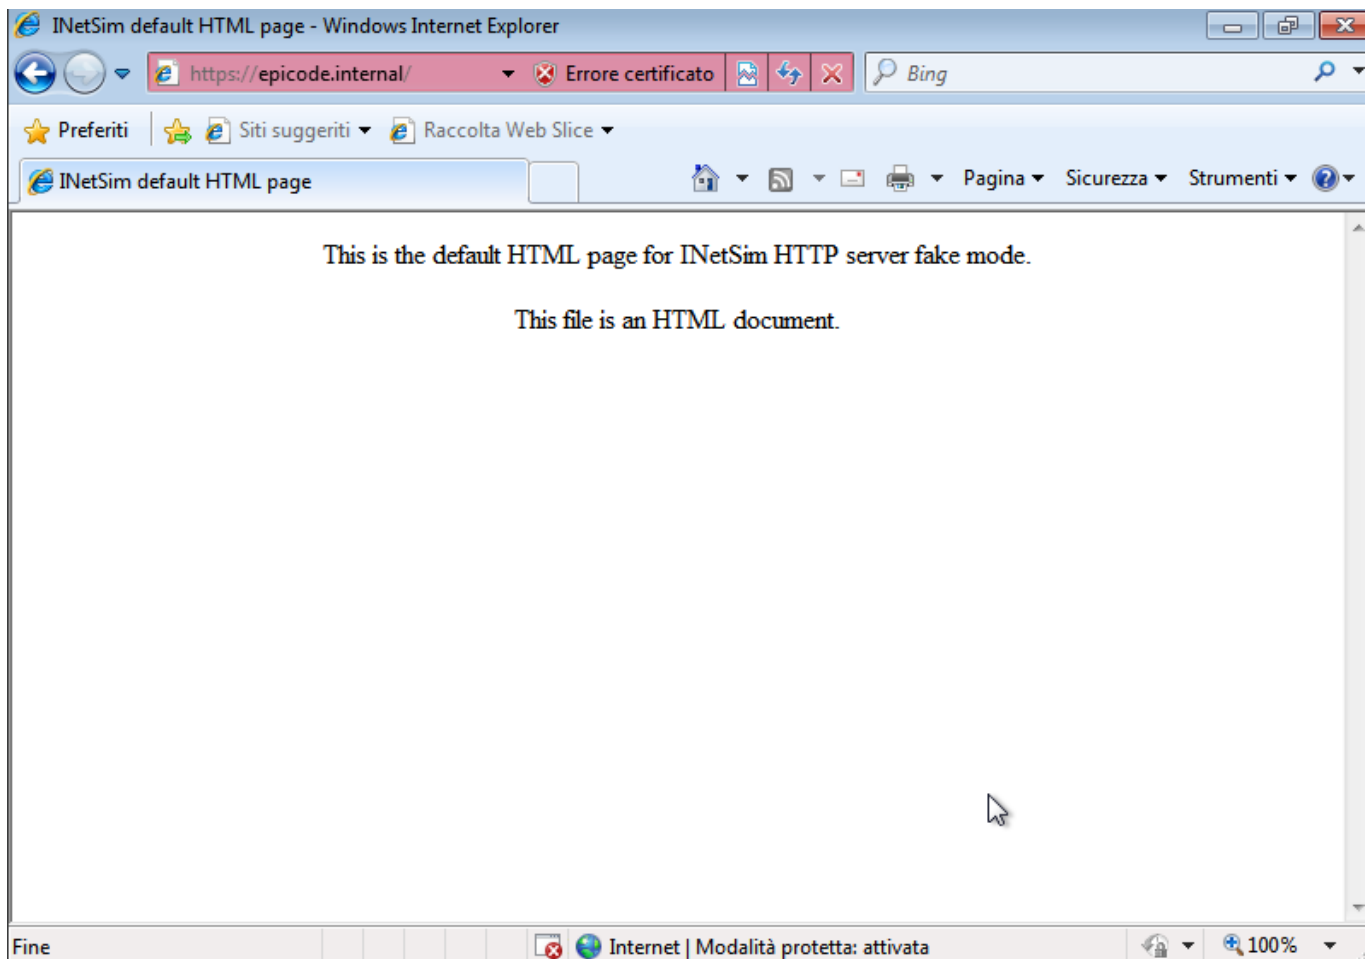 INetSim default HTML page - Windows Internet Explorer
https://epicode.internal/ Errore certificato Bing
Preferiti Siti suggeriti Raccolta Web Slice
INetSim default HTML page Pagina Sicurezza Strumenti
This is the default HTML page for INetSim HTTP server fake mode.
This file is an HTML document.
Fine Internet | Modalità protetta: attivata 100%